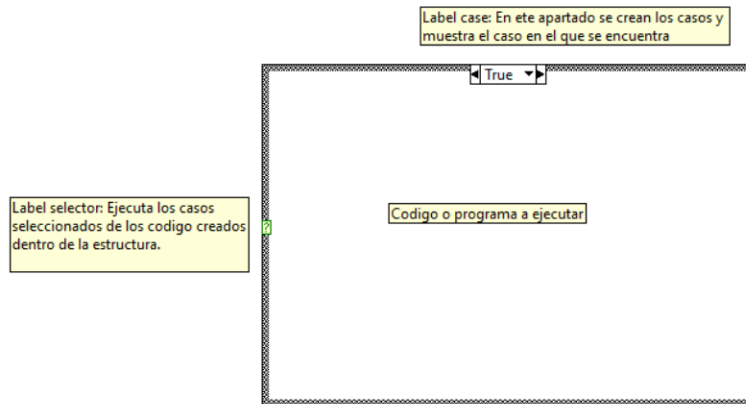 Label case: En ete apartado se crean los casos y
muestra el caso en el que se encuentra
True
Label selector: Ejecuta los casos
seleccionados de los codigo creados
dentro de la estructura.
?
Codigo o programa a ejecutar